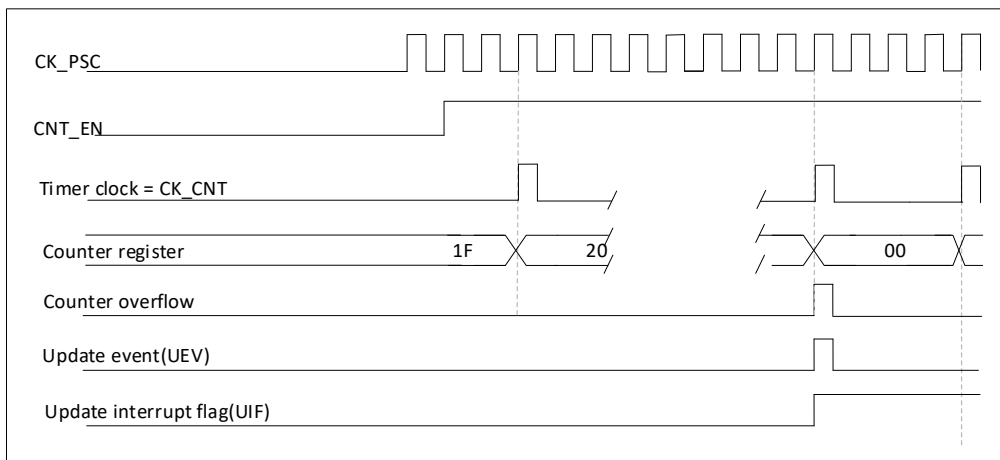 CK_PSC
CNT_EN
Timer clock = CK_CNT
Counter register 1F 20 00
Counter overflow
Update event(UEV)
Update interrupt flag(UIF)